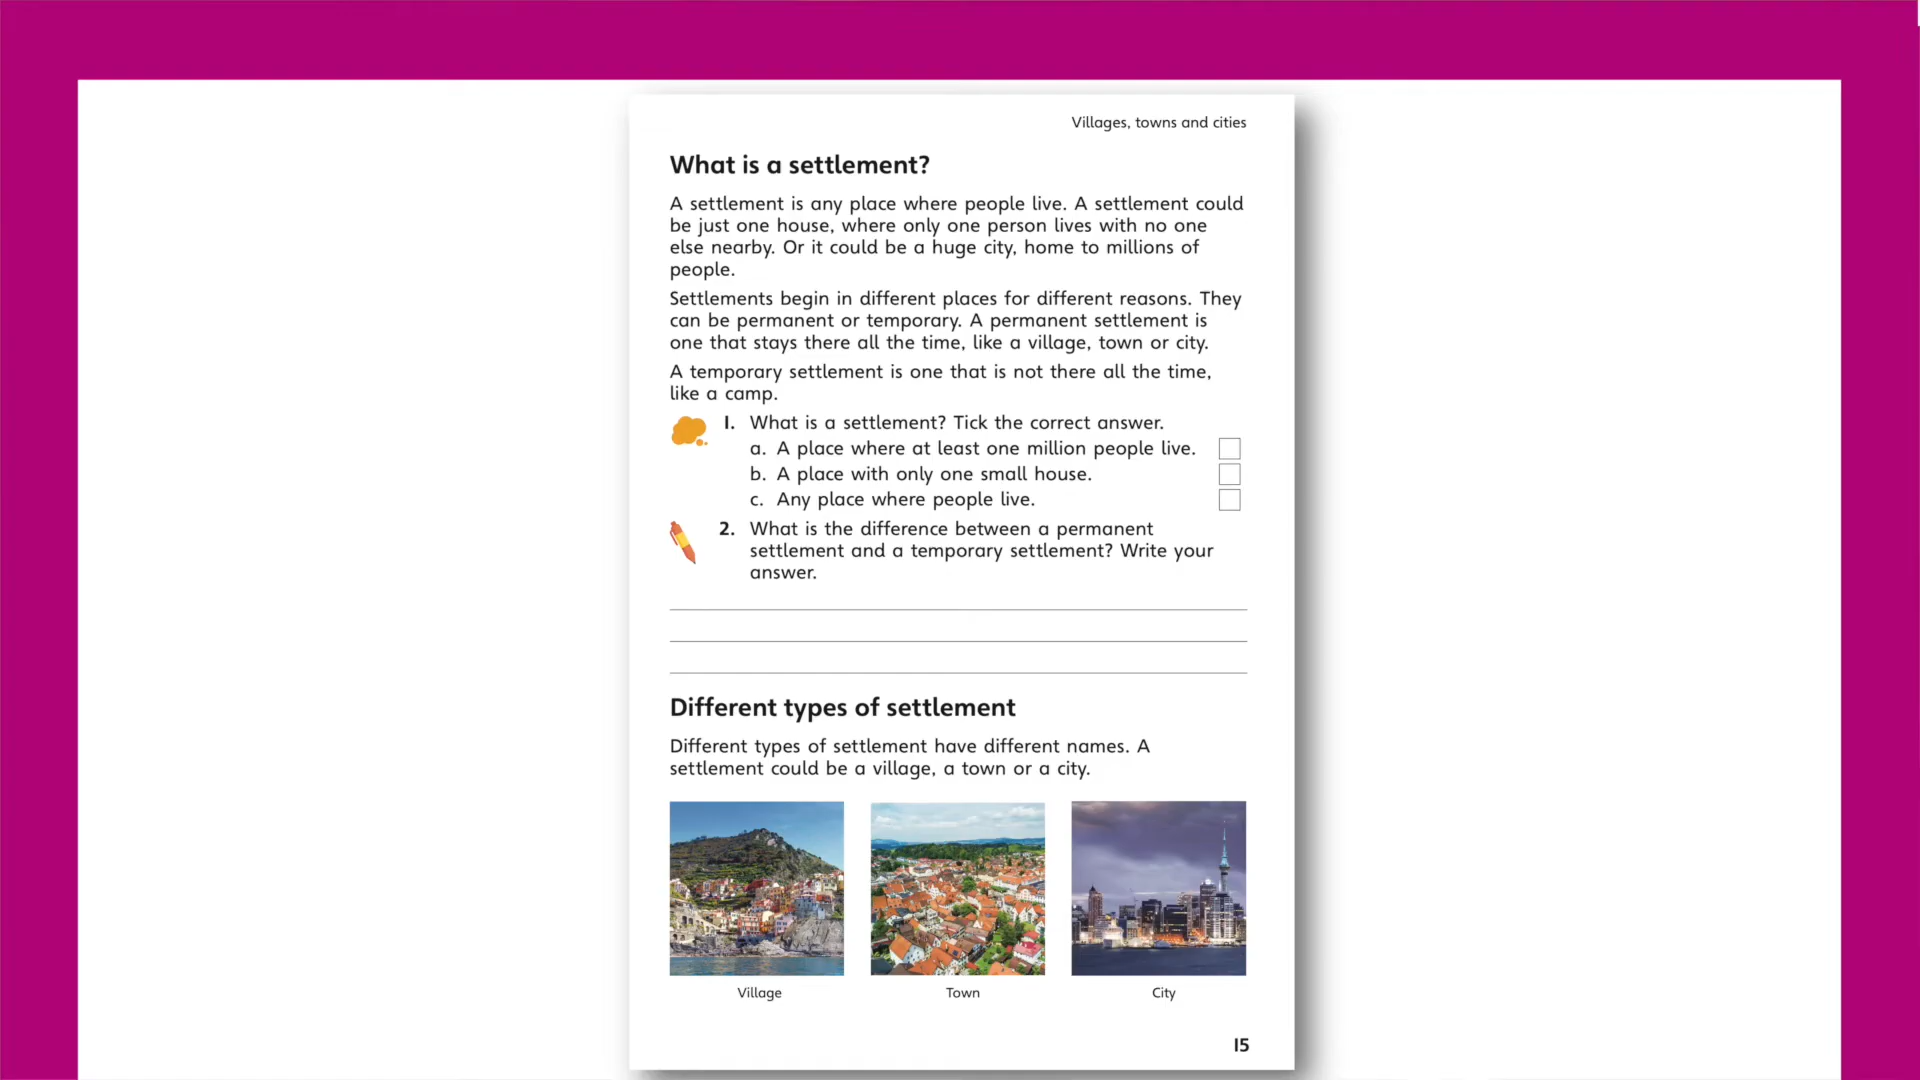 Villages, towns and cities
What is a settlement?
A settlement is any place where people live. A settlement could
be just one house, where only one person lives with no one
else nearby. Or it could be a huge city, home to millions of
people.
Settlements begin in different places for different reasons. They
can be permanent or temporary. A permanent settlement is
one that stays there all the time, like a village, town or city.
A temporary settlement is one that is not there all the time,
like a camp.
1. What is a settlement? Tick the correct answer.
a. A place where at least one million people live.
b. A place with only one small house.
c. Any place where people live.
2. What is the difference between a permanent
settlement and a temporary settlement? Write your
answer.
Different types of settlement
Different types of settlement have different names. A
settlement could be a village, a town or a city.
Village
Town
City
15